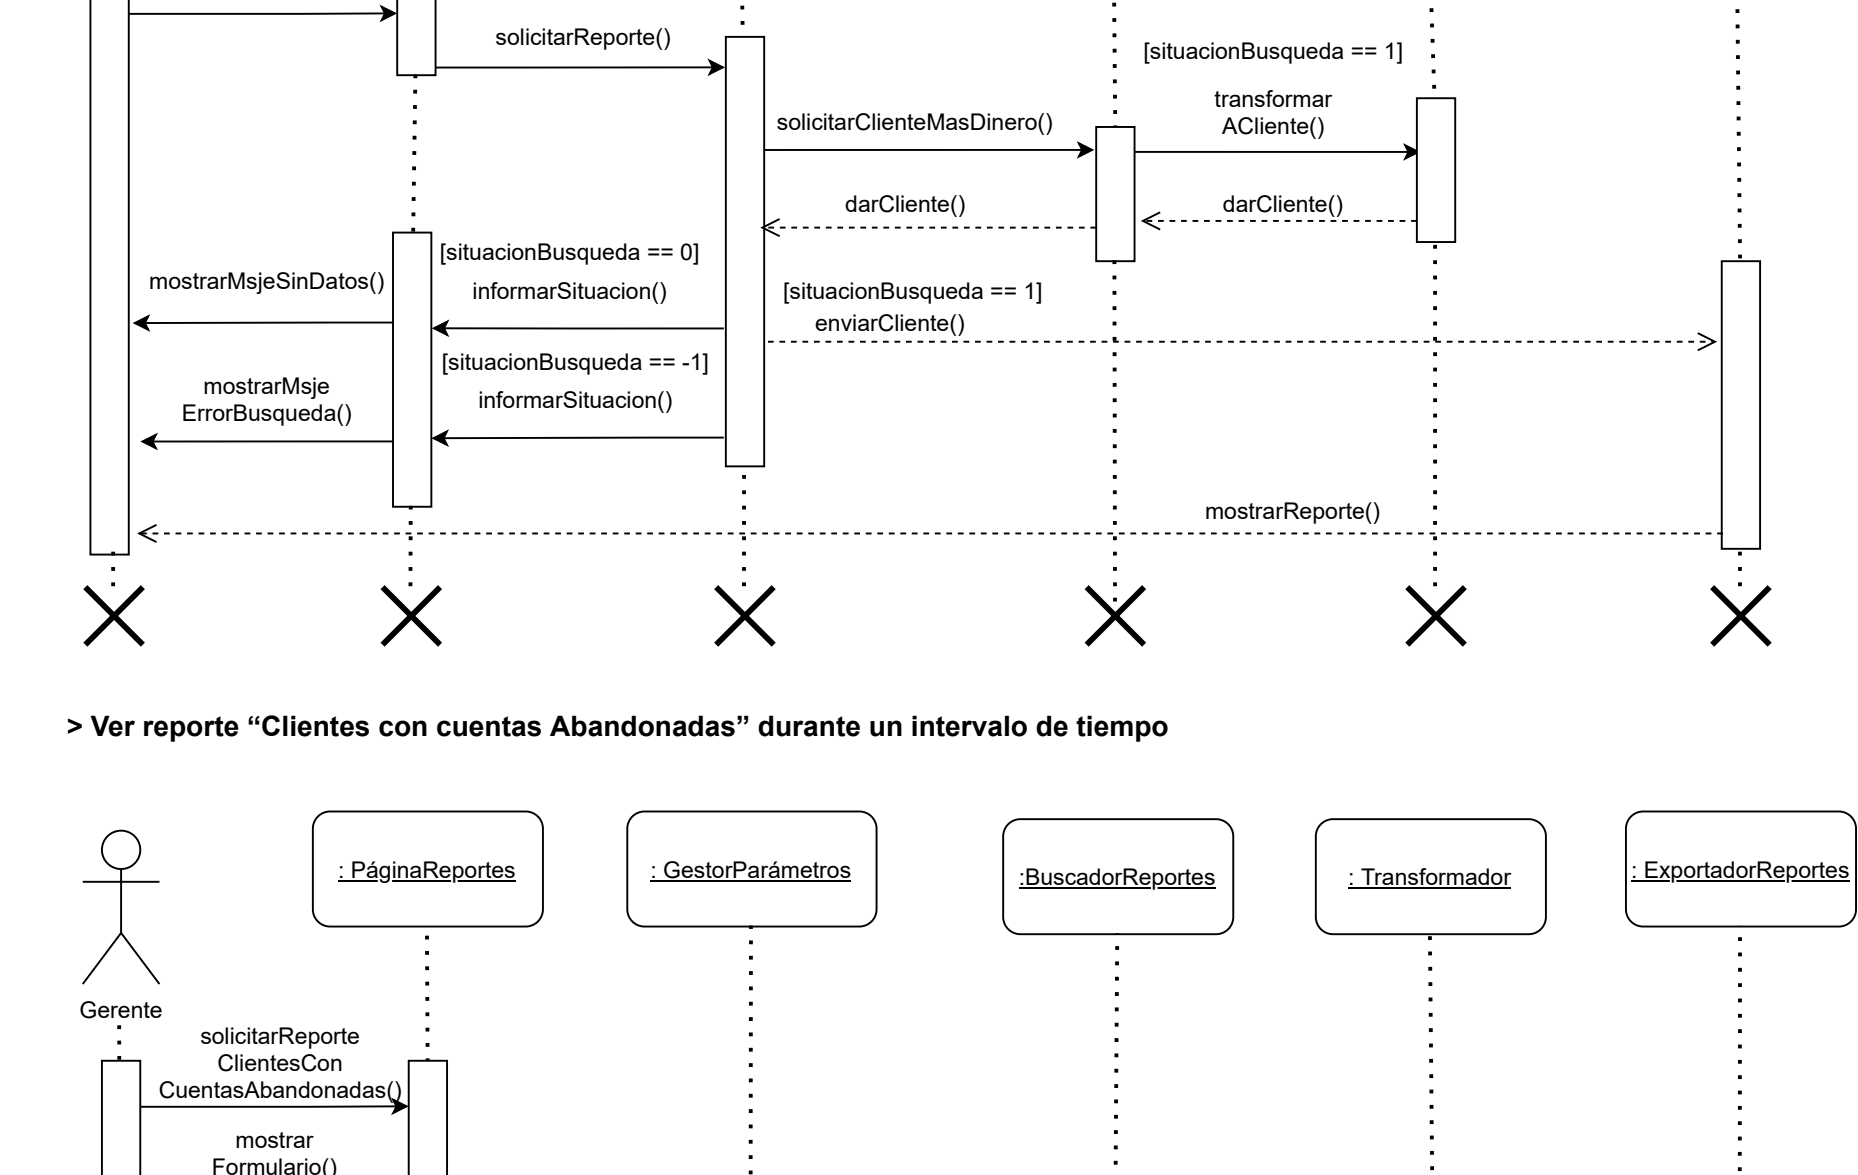 solicitarReporte()
[situacionBusqueda == 1]
transformar
ACliente()
solicitarClienteMasDinero()
darCliente()
darCliente()
[situacionBusqueda == 0]
mostrarMsjeSinDatos()
informarSituacion()
[situacionBusqueda == 1]
enviarCliente()
[situacionBusqueda == -1]
mostrarMsje
ErrorBusqueda()
informarSituacion()
mostrarReporte()
> Ver reporte “Clientes con cuentas Abandonadas” durante un intervalo de tiempo
: PáginaReportes
: GestorParámetros
:BuscadorReportes
: Transformador
: ExportadorReportes
Gerente
solicitarReporte
ClientesCon
CuentasAbandonadas()
mostrar
Formulario()